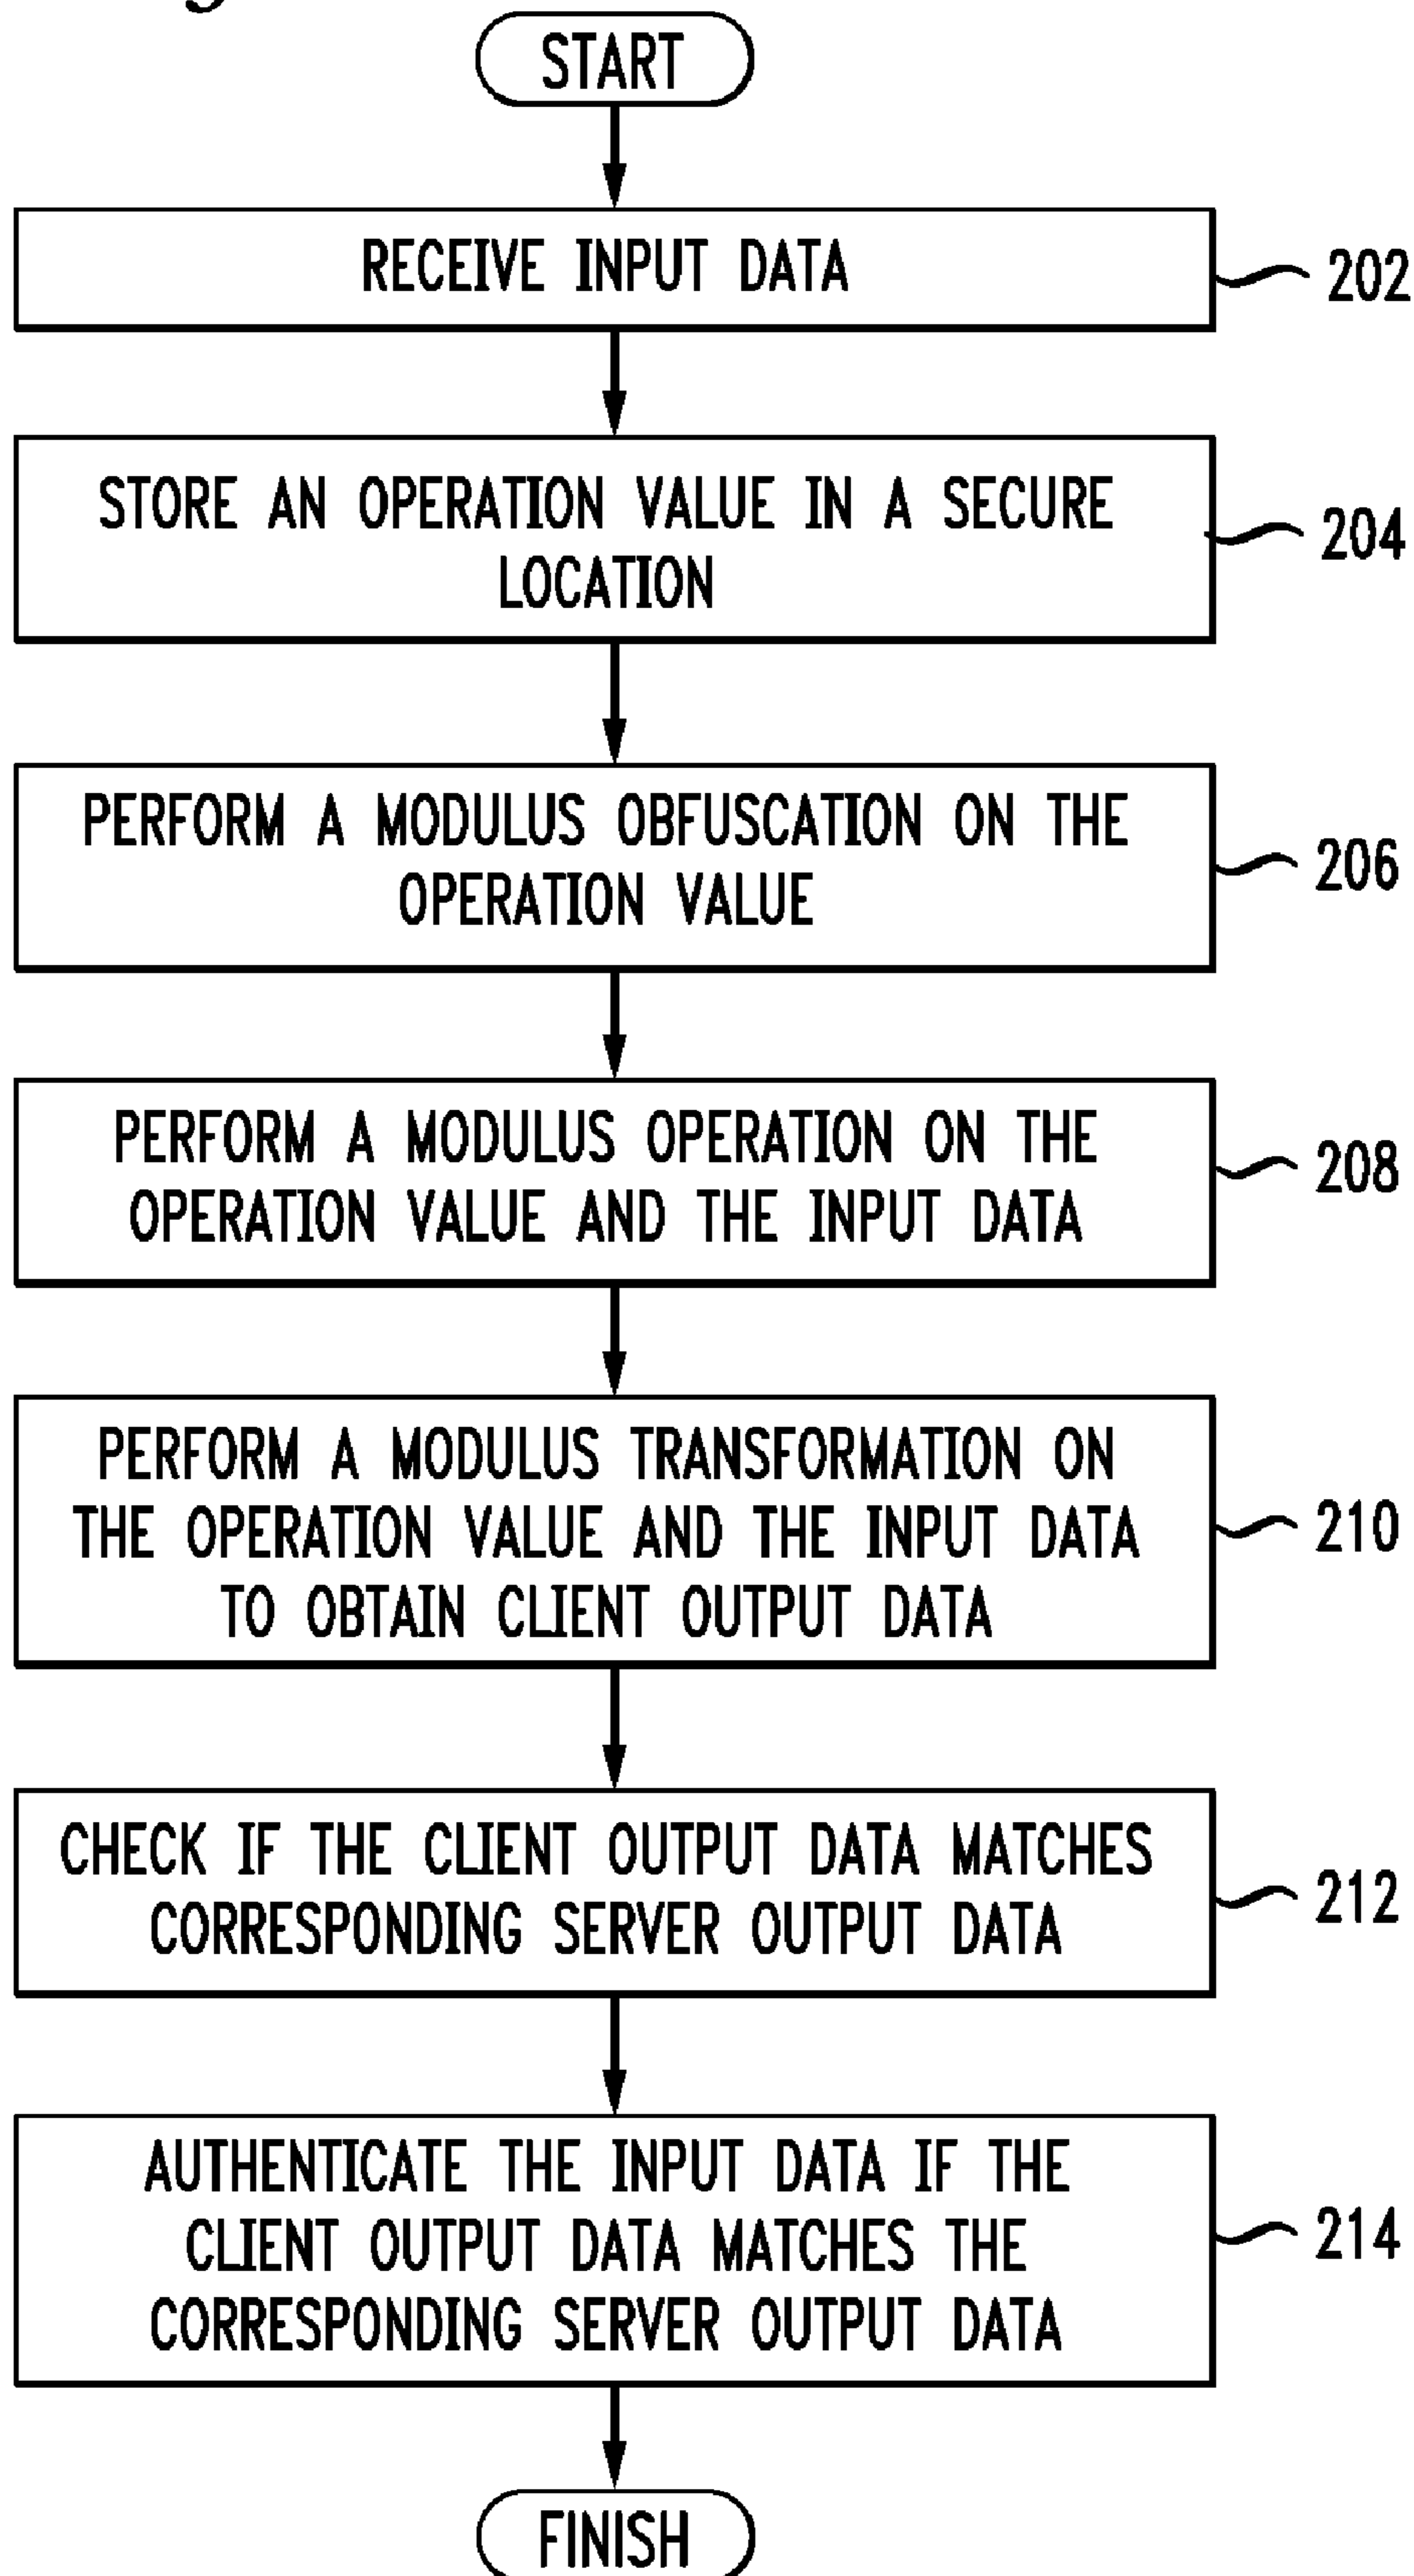 START
RECEIVE INPUT DATA
202
STORE AN OPERATION VALUE IN A SECURE
LOCATION
204
PERFORM A MODULUS OBFUSCATION ON THE
OPERATION VALUE
206
PERFORM A MODULUS OPERATION ON THE
OPERATION VALUE AND THE INPUT DATA
208
PERFORM A MODULUS TRANSFORMATION ON
THE OPERATION VALUE AND THE INPUT DATA
TO OBTAIN CLIENT OUTPUT DATA
210
CHECK IF THE CLIENT OUTPUT DATA MATCHES
CORRESPONDING SERVER OUTPUT DATA
212
AUTHENTICATE THE INPUT DATA IF THE
CLIENT OUTPUT DATA MATCHES THE
CORRESPONDING SERVER OUTPUT DATA
214
FINISH